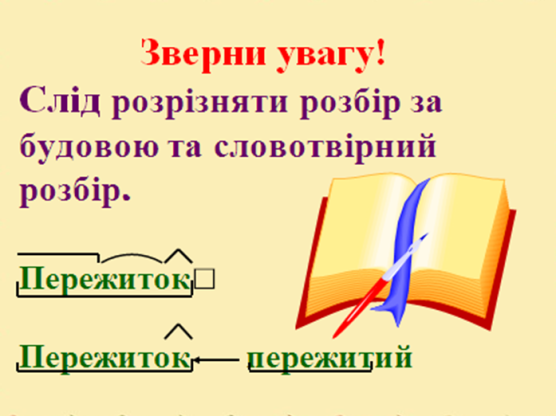 Зверни увагу!
Слід розрізняти розбір за
будовою та словотвірний
розбір.
Пережиток
Пережиток пережитий